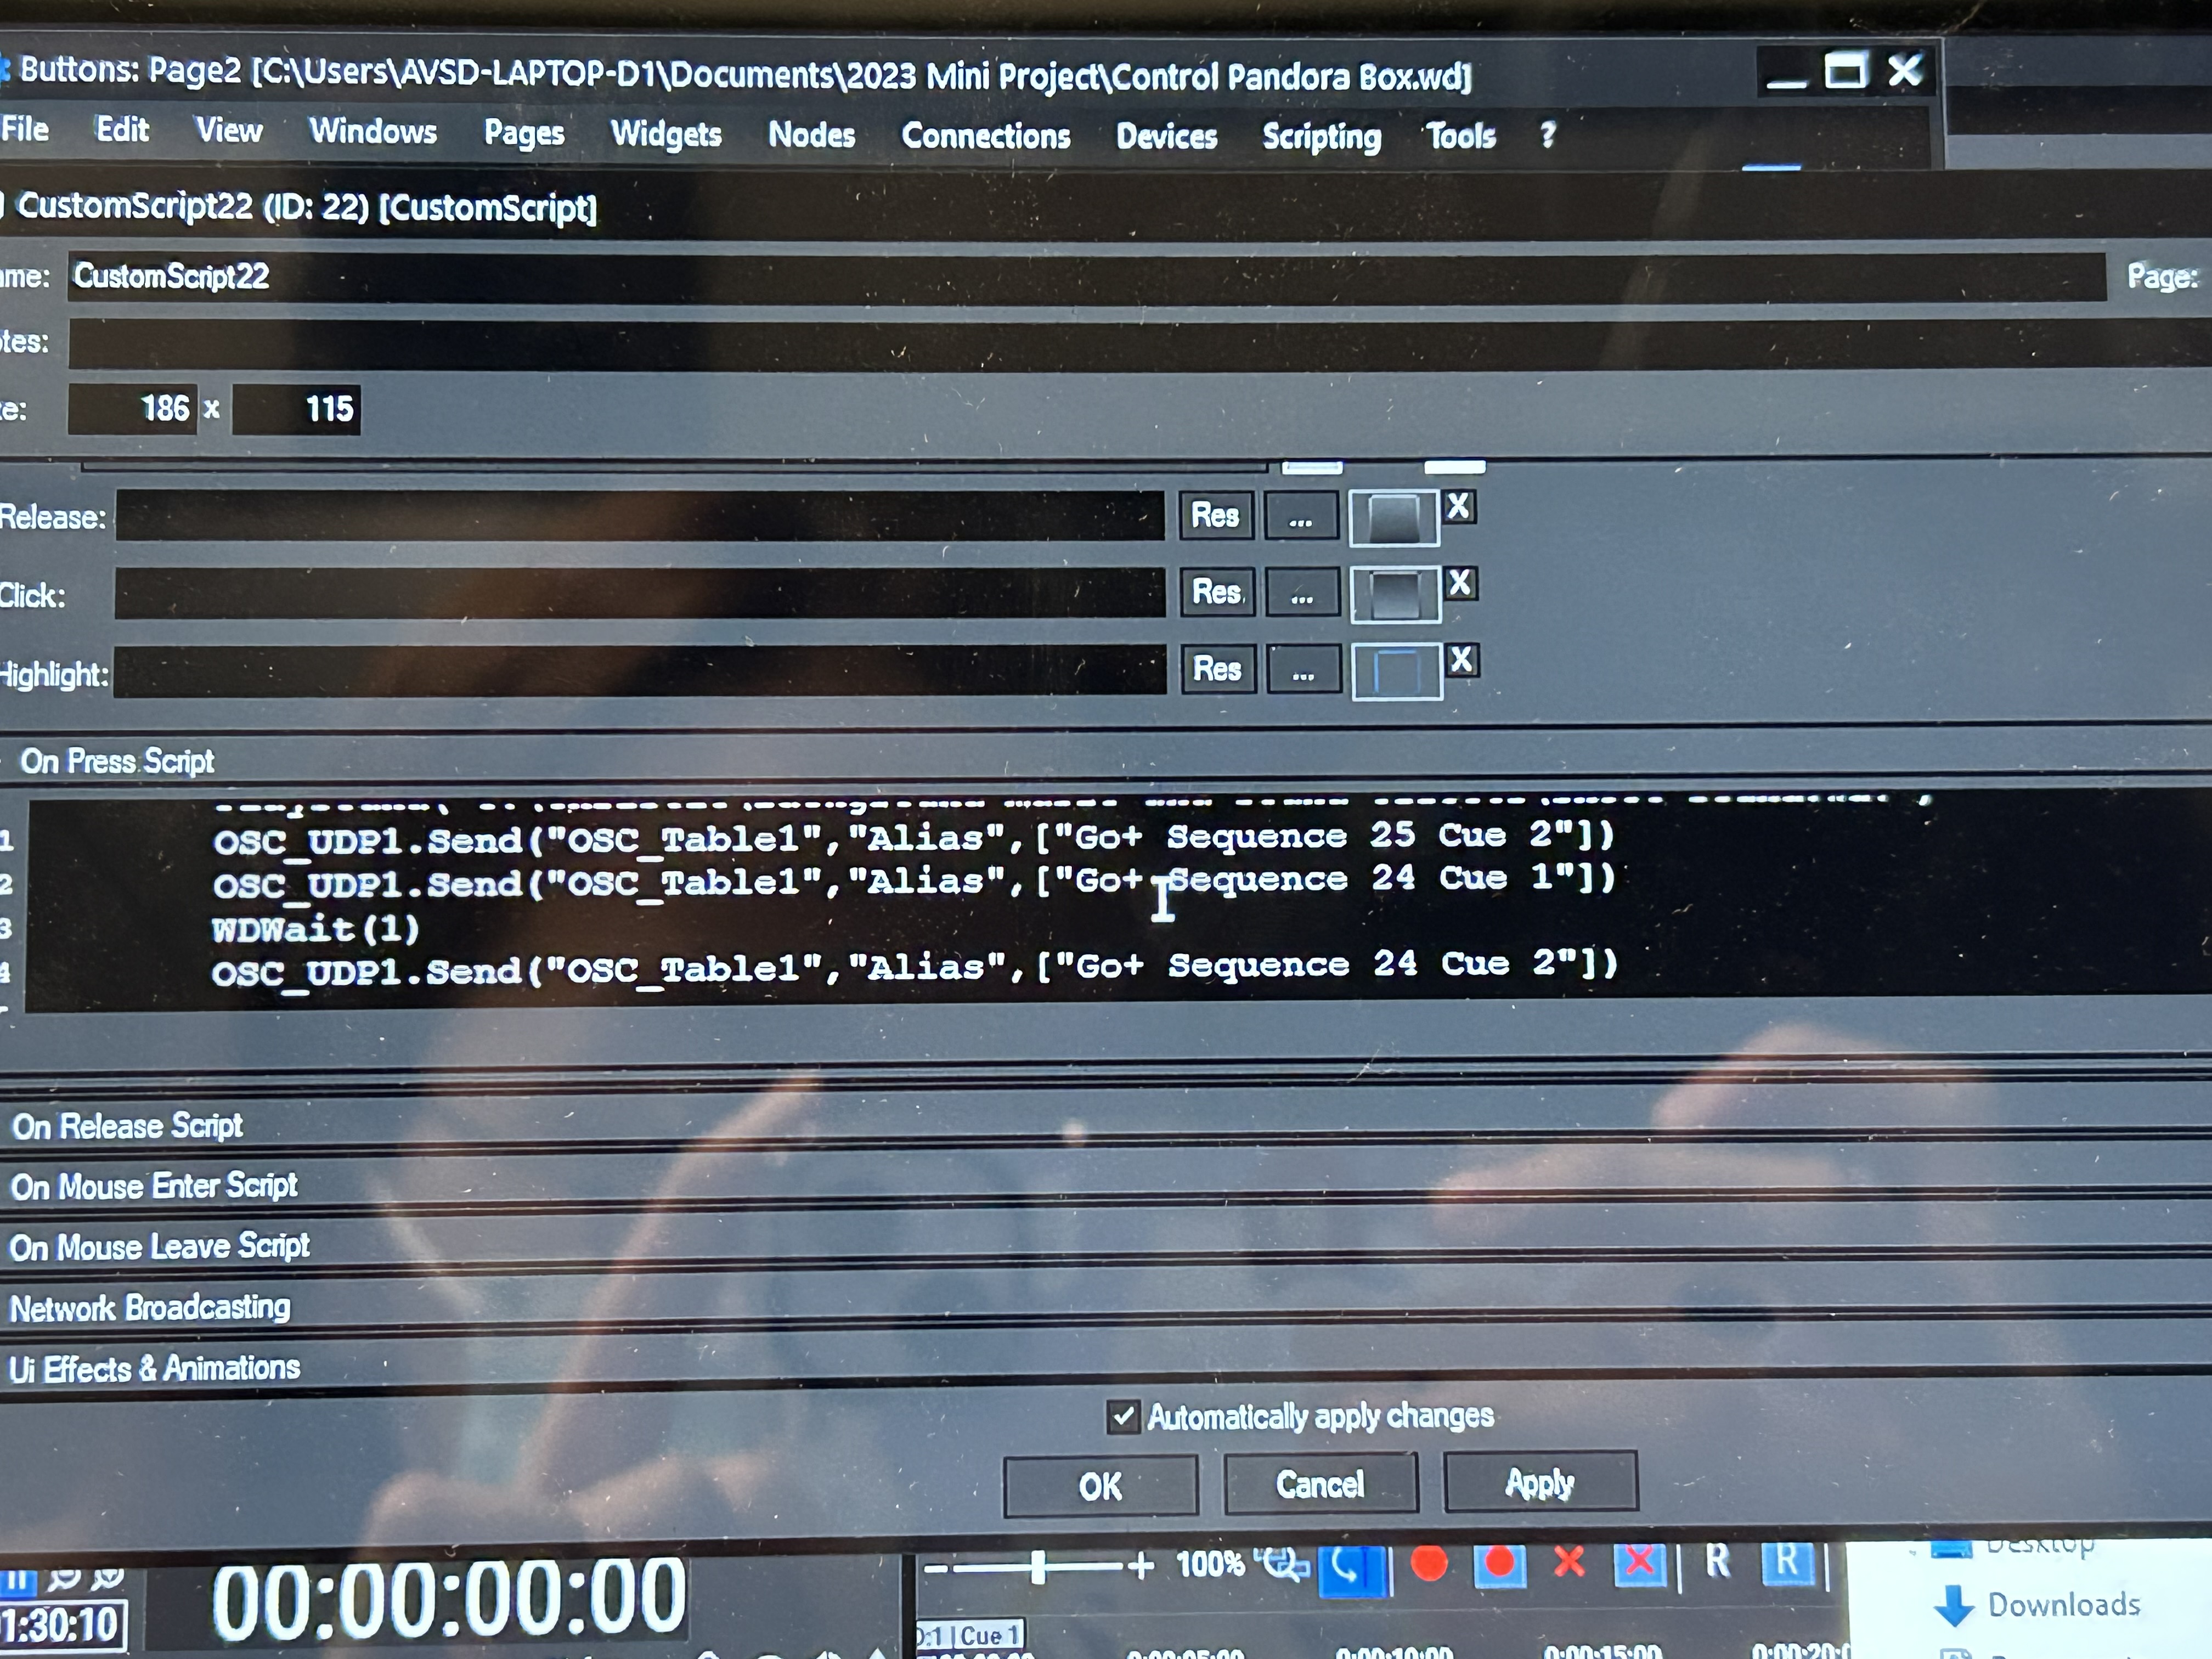 Buttons: Page2 [C:\Users\AVSD-LAPTOP-D1\Documents\2023 Mini Project\Control Pandora Box.wd]
File Edit View Windows Pages Widgets Nodes Connections Devices Scripting Tools ?
CustomScript22 (ID: 22) [CustomScript]
ame: CustomScript22 Page:
otes:
ze: 186 x 115
Release: Res ... X
Click: Res ... X
Highlight: Res ... X
On Press Script
1 OSC_UDP1.Send("OSC_Table1","Alias",["Go+ Sequence 25 Cue 2"])
2 OSC_UDP1.Send("OSC_Table1","Alias",["Go+ Sequence 24 Cue 1"])
3 WDWait(1)
4 OSC_UDP1.Send("OSC_Table1","Alias",["Go+ Sequence 24 Cue 2"])
On Release Script
On Mouse Enter Script
On Mouse Leave Script
Network Broadcasting
Ui Effects & Animations
Automatically apply changes
OK Cancel Apply
00:00:00:00 100% R R Desktop
1:30:10 Downloads
:1 | Cue 1
0:00:05:00 0:00:10:00 0:00:15:00